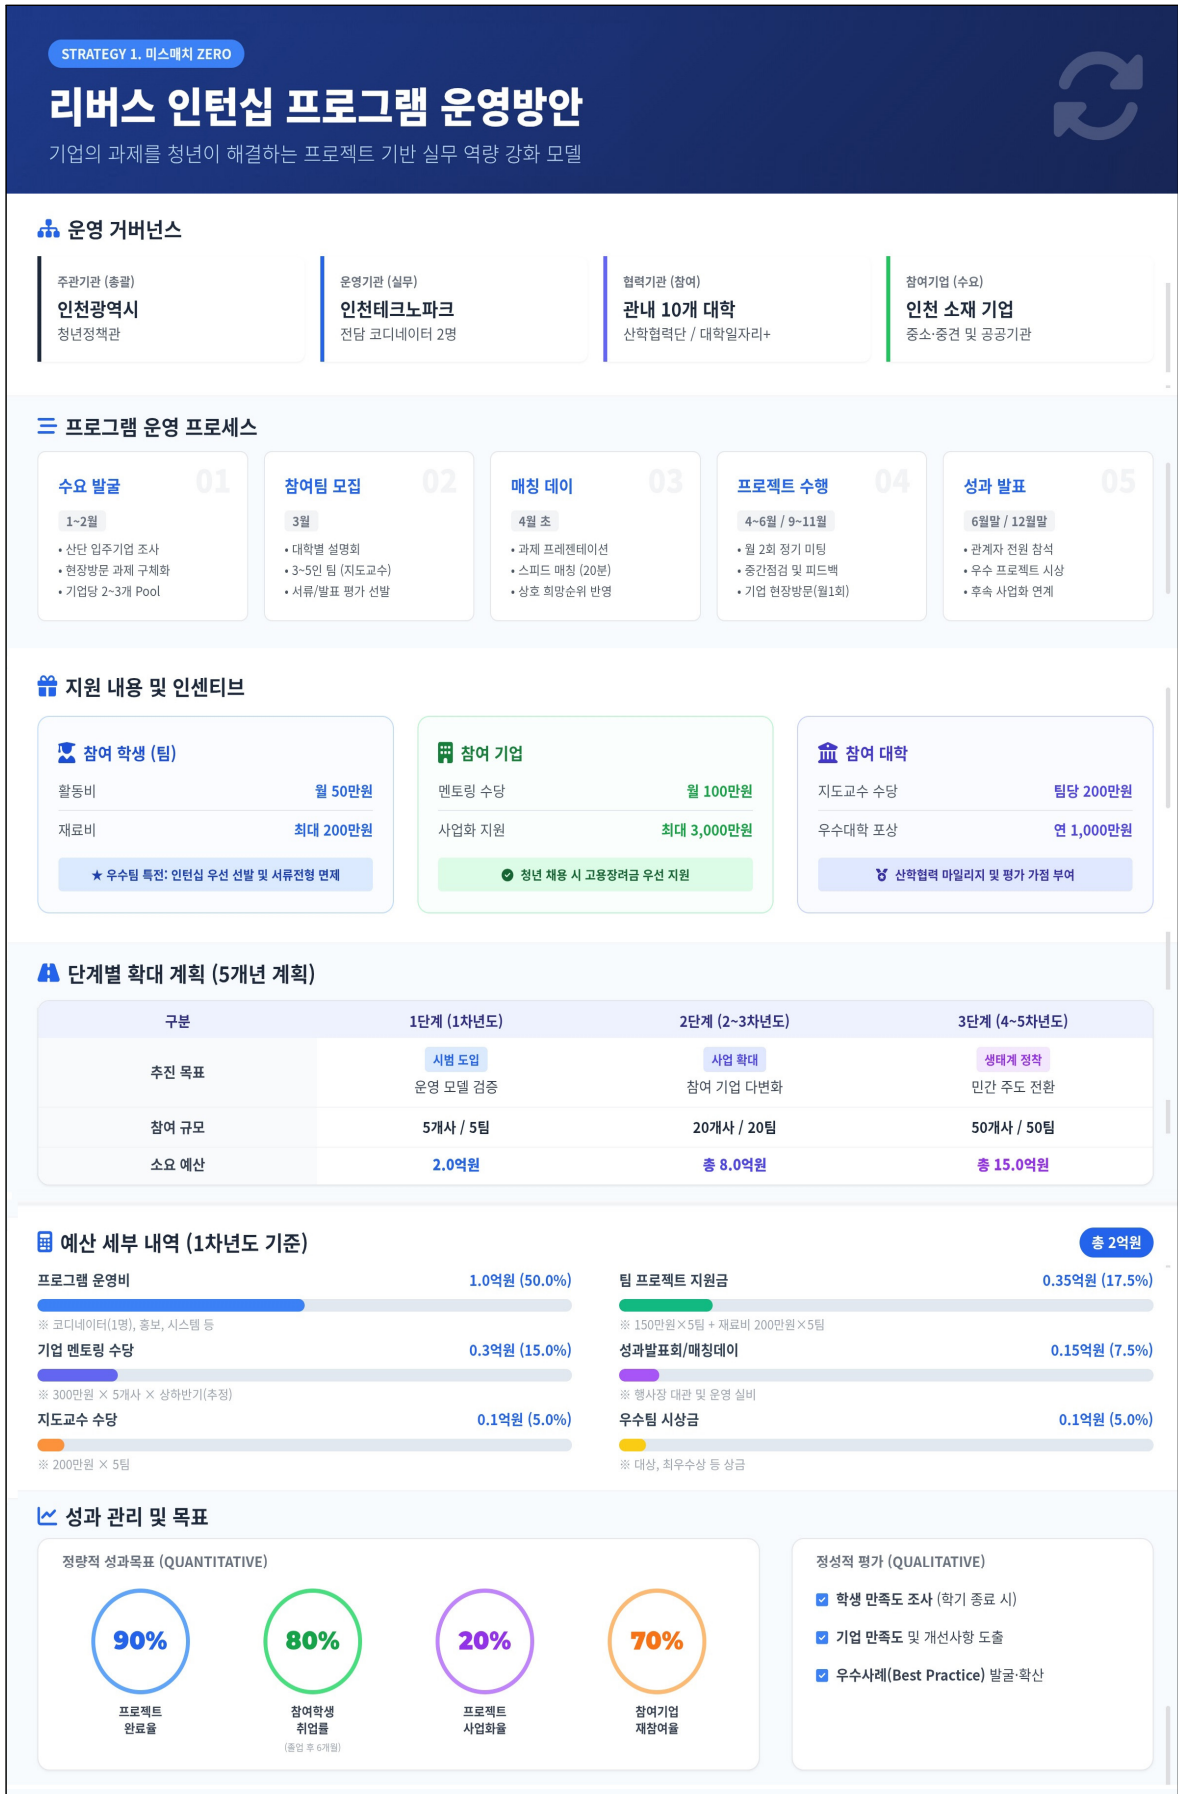 STRATEGY 1. 미스매치 ZERO
리버스 인턴십 프로그램 운영방안
기업의 과제를 청년이 해결하는 프로젝트 기반 실무 역량 강화 모델
운영 거버넌스
주관기관 (총괄)
인천광역시
청년정책관
운영기관 (실무)
인천테크노파크
전담 코디네이터 2명
협력기관 (참여)
관내 10개 대학
산학협력단 / 대학일자리+
참여기업 (수요)
인천 소재 기업
중소·중견 및 공공기관
프로그램 운영 프로세스
수요 발굴 01
1~2월
• 산단 입주기업 조사
• 현장방문 과제 구체화
• 기업당 2~3개 Pool
참여팀 모집 02
3월
• 대학별 설명회
• 3~5인 팀 (지도교수)
• 서류/발표 평가 선발
매칭 데이 03
4월 초
• 과제 프레젠테이션
• 스피드 매칭 (20분)
• 상호 희망순위 반영
프로젝트 수행 04
4~6월 / 9~11월
• 월 2회 정기 미팅
• 중간점검 및 피드백
• 기업 현장방문(월1회)
성과 발표 05
6월말 / 12월말
• 관계자 전원 참석
• 우수 프로젝트 시상
• 후속 사업화 연계
지원 내용 및 인센티브
참여 학생 (팀)
활동비 월 50만원
재료비 최대 200만원
★ 우수팀 특전: 인턴십 우선 선발 및 서류전형 면제
참여 기업
멘토링 수당 월 100만원
사업화 지원 최대 3,000만원
청년 채용 시 고용장려금 우선 지원
참여 대학
지도교수 수당 팀당 200만원
우수대학 포상 연 1,000만원
산학협력 마일리지 및 평가 가점 부여
단계별 확대 계획 (5개년 계획)
구분 1단계 (1차년도) 2단계 (2~3차년도) 3단계 (4~5차년도)
시범 도입 사업 확대 생태계 정착
추진 목표 운영 모델 검증 참여 기업 다변화 민간 주도 전환
참여 규모 5개사 / 5팀 20개사 / 20팀 50개사 / 50팀
소요 예산 2.0억원 총 8.0억원 총 15.0억원
예산 세부 내역 (1차년도 기준) 총 2억원
프로그램 운영비 1.0억원 (50.0%)
※ 코디네이터(1명), 홍보, 시스템 등
팀 프로젝트 지원금 0.35억원 (17.5%)
※ 150만원×5팀 + 재료비 200만원×5팀
기업 멘토링 수당 0.3억원 (15.0%)
※ 300만원 × 5개사 × 상하반기(추정)
성과발표회/매칭데이 0.15억원 (7.5%)
※ 행사장 대관 및 운영 실비
지도교수 수당 0.1억원 (5.0%)
※ 200만원 × 5팀
우수팀 시상금 0.1억원 (5.0%)
※ 대상, 최우수상 등 상금
성과 관리 및 목표
정량적 성과목표 (QUANTITATIVE)
90%
프로젝트
완료율
80%
참여학생
취업률
(졸업 후 6개월)
20%
프로젝트
사업화율
70%
참여기업
재참여율
정성적 평가 (QUALITATIVE)
학생 만족도 조사 (학기 종료 시)
기업 만족도 및 개선사항 도출
우수사례(Best Practice) 발굴·확산